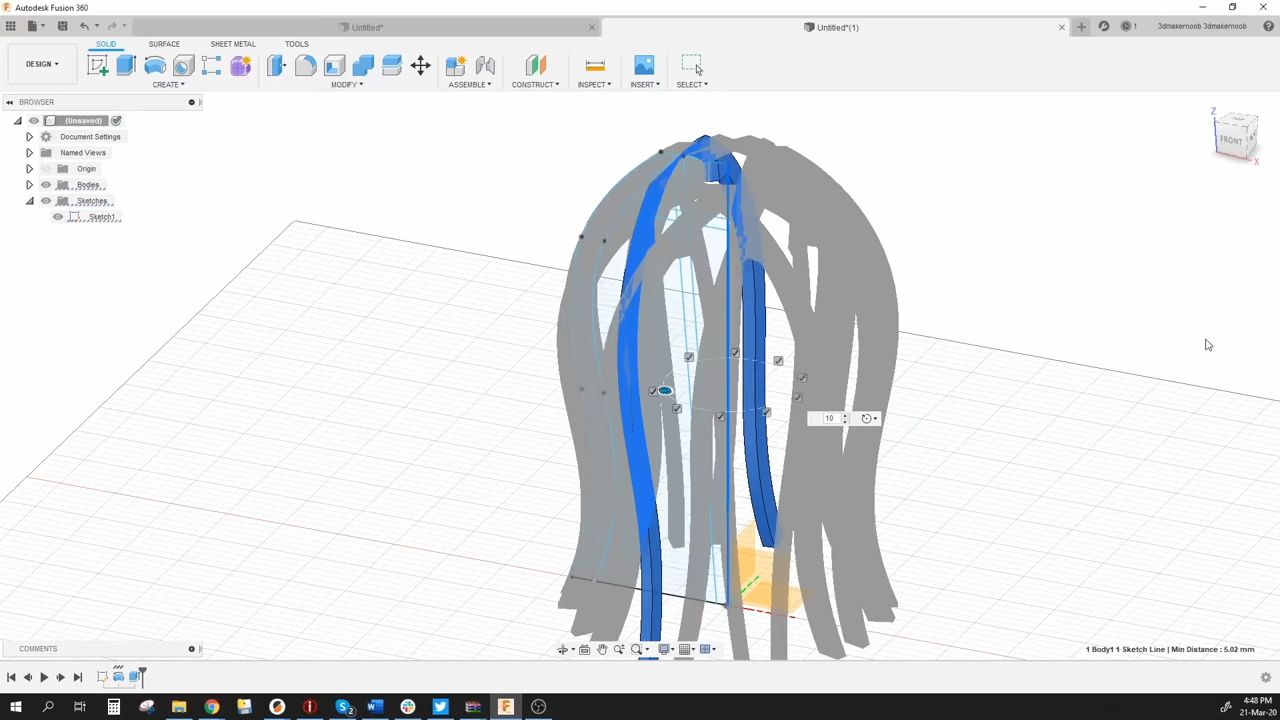 Autodesk Fusion 360
Untitled*
Untitled*(1)
1
3dmakernoob 3dmakernoob
DESIGN
SOLID
SURFACE
SHEET METAL
TOOLS
CREATE
MODIFY
ASSEMBLE
CONSTRUCT
INSPECT
INSERT
SELECT
BROWSER
(Unsaved)
Document Settings
Named Views
Origin
Bodies
Sketches
Sketch1
Z
FRONT
X
10
COMMENTS
1 Body1 1 Sketch Line | Min Distance : 5.02 mm
2
4:48 PM
21-Mar-20